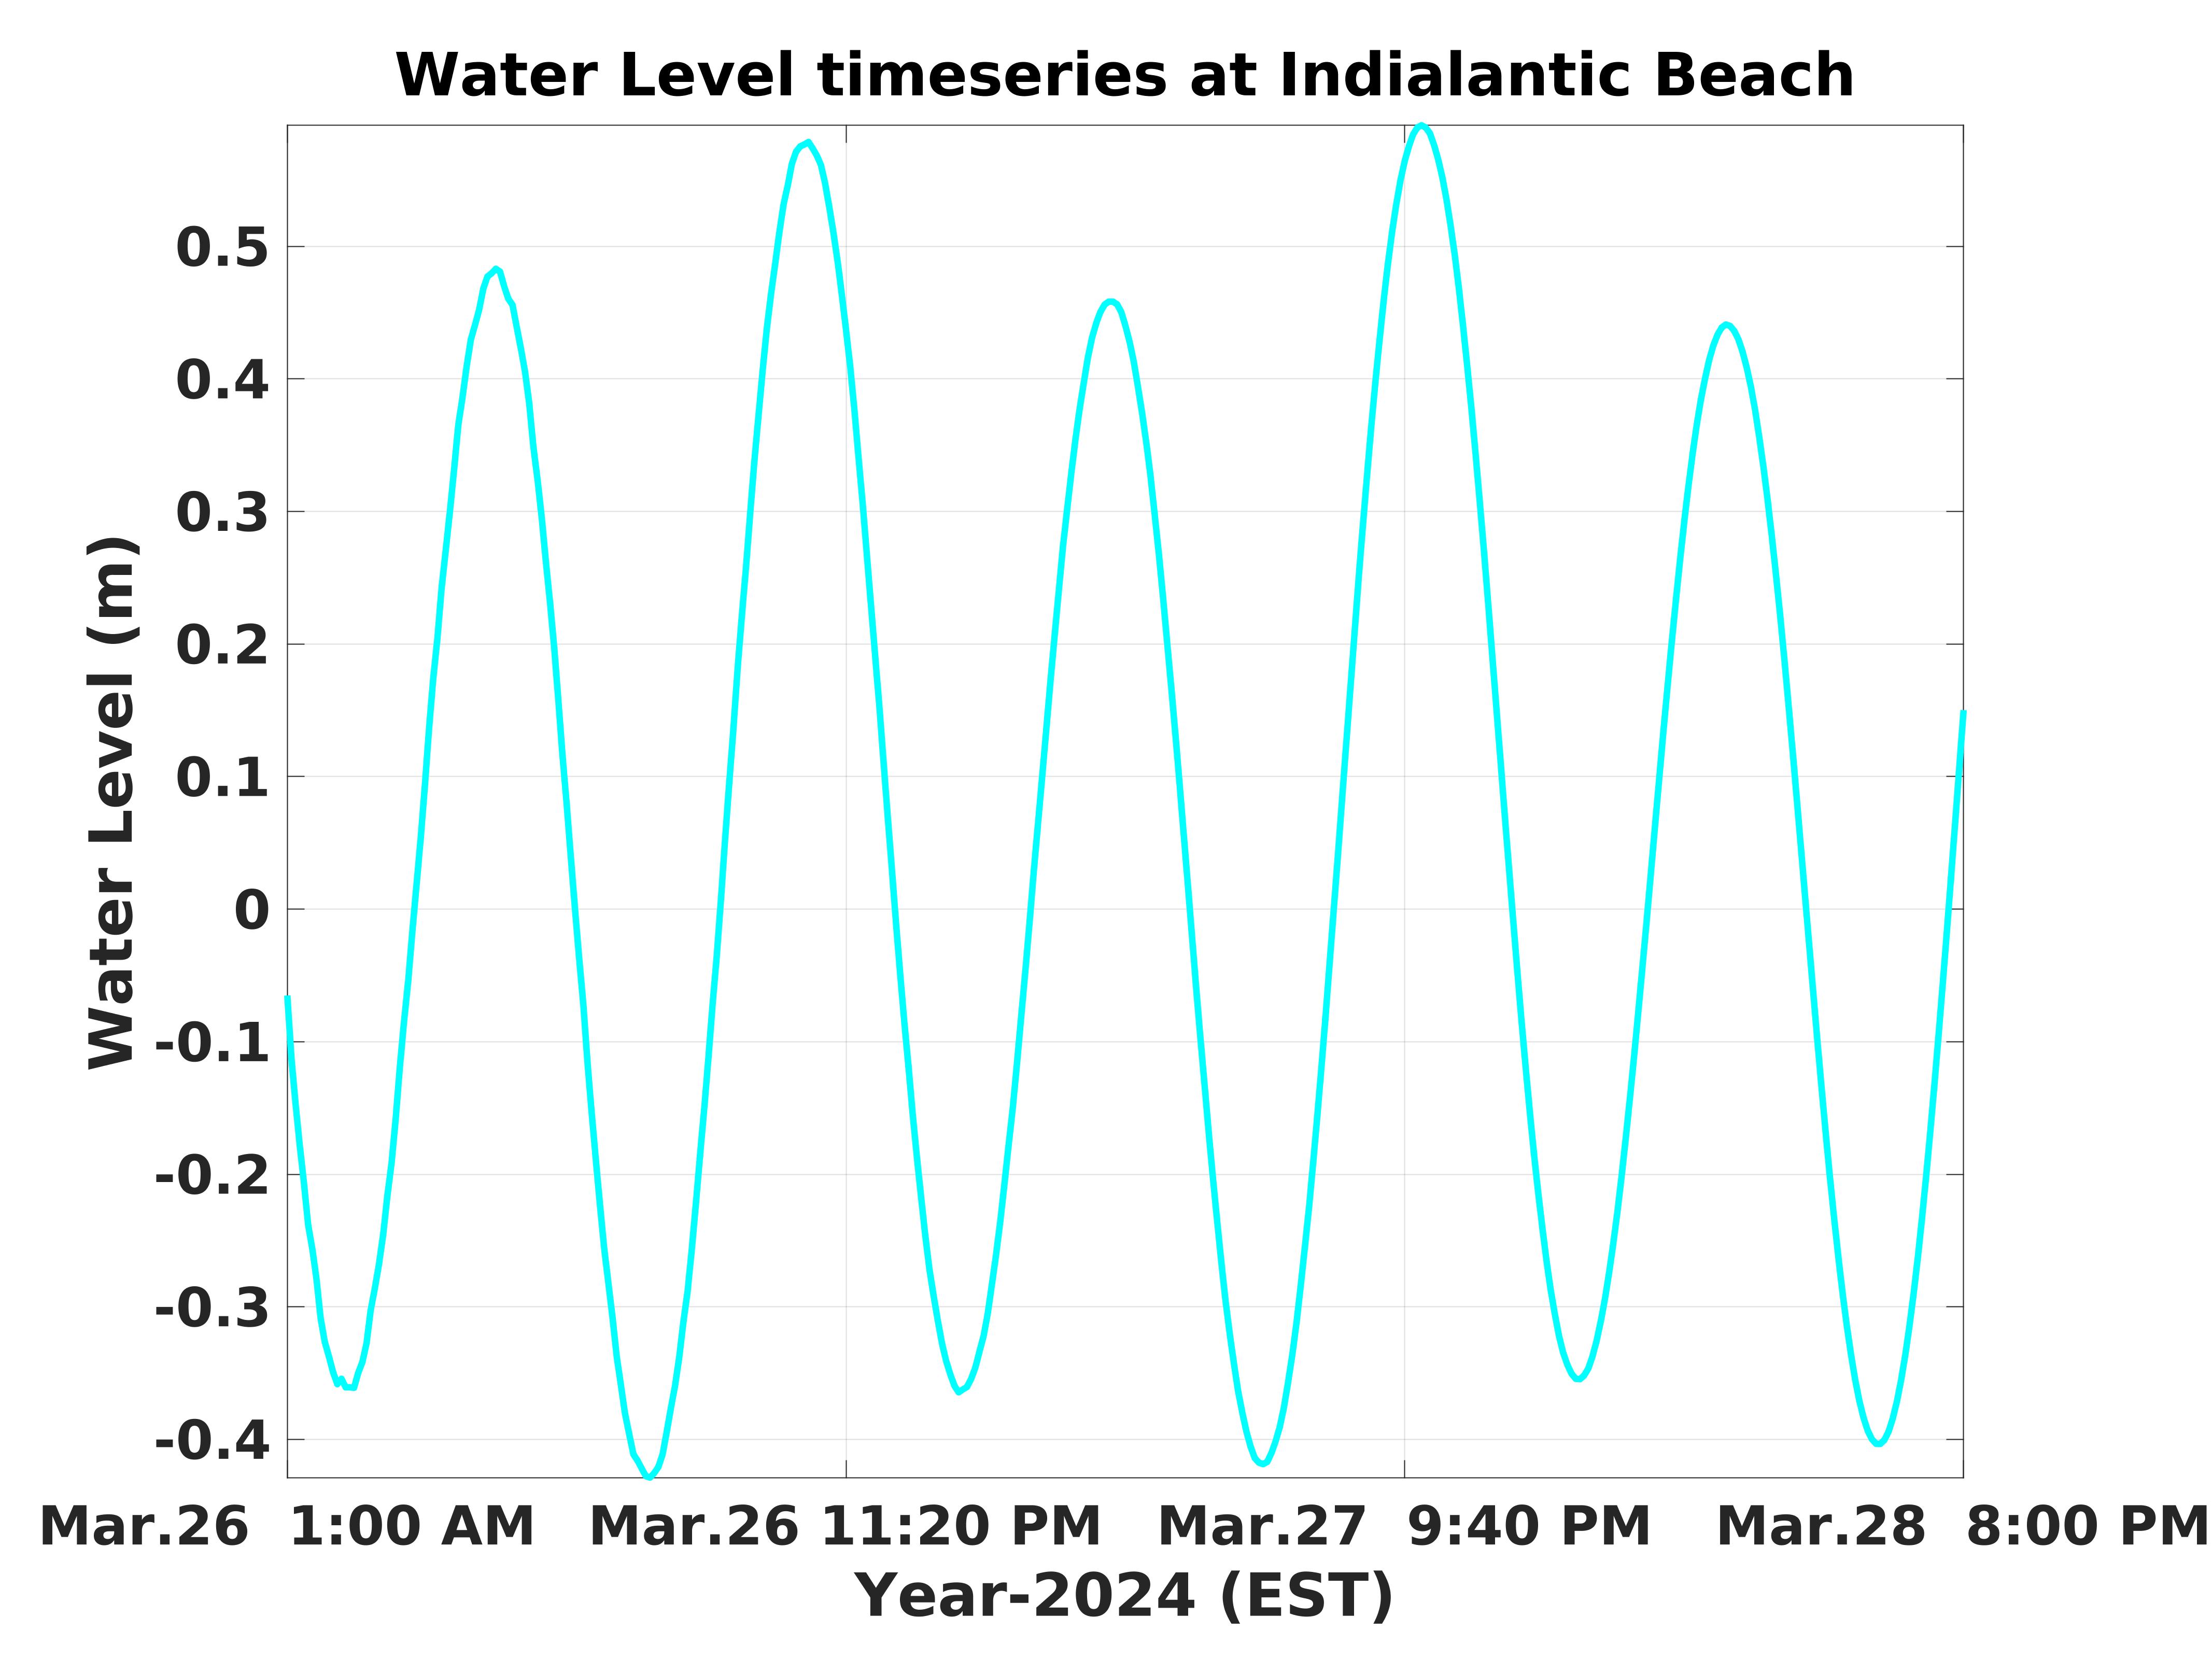 Water Level timeseries at Indialantic Beach
0.5
0.4
0.3
0.2
0.1
0
-0.1
-0.2
-0.3
-0.4
Water Level (m)
Mar.26 1:00 AM Mar.26 11:20 PM Mar.27 9:40 PM Mar.28 8:00 PM
Year-2024 (EST)